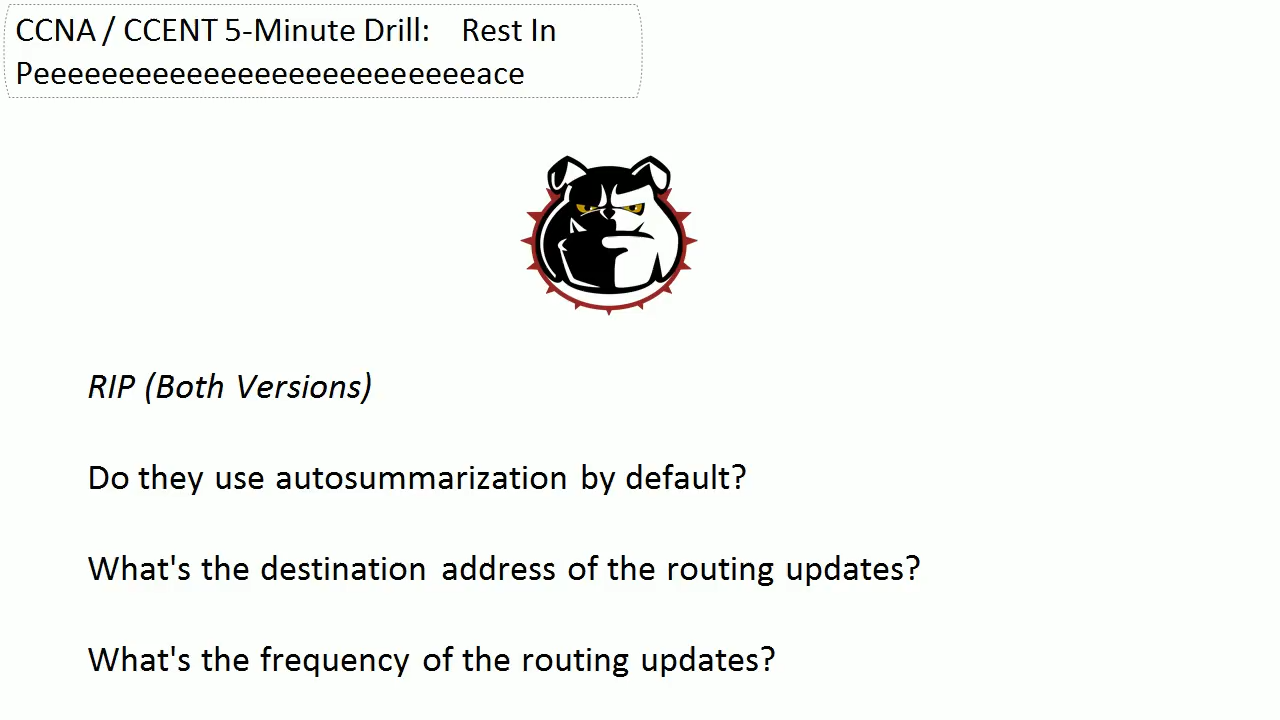 CCNA / CCENT 5-Minute Drill: Rest In
Peeeeeeeeeeeeeeeeeeeeeeeeeeace
RIP (Both Versions)
Do they use autosummarization by default?
What's the destination address of the routing updates?
What's the frequency of the routing updates?